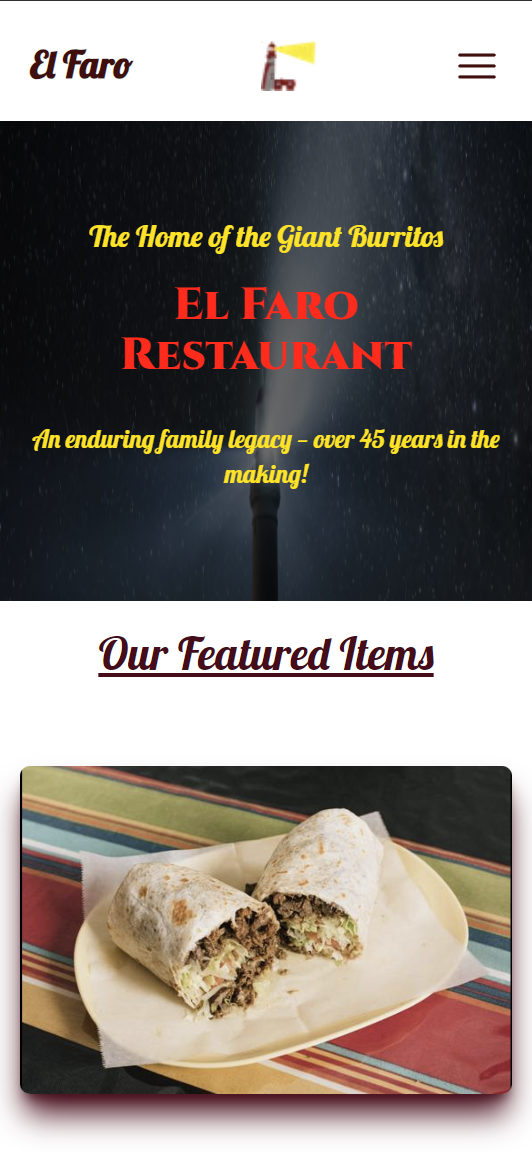 El Faro
The Home of the Giant Burritos
El Faro
Restaurant
An enduring family legacy – over 45 years in the
making!
Our Featured Items